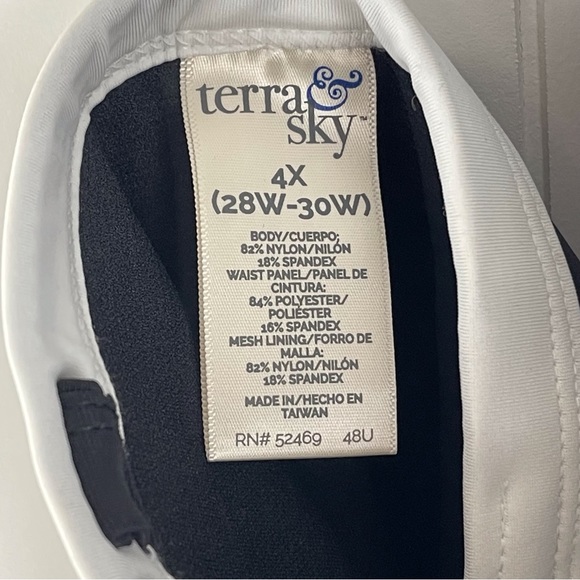 terra &
sky™
4X
(28W-30W)
BODY/CUERPO:
82% NYLON/NILÓN
18% SPANDEX
WAIST PANEL/PANEL DE
CINTURA:
84% POLYESTER/
POLIÉSTER
16% SPANDEX
MESH LINING/FORRO DE
MALLA:
82% NYLON/NILÓN
18% SPANDEX
MADE IN/HECHO EN
TAIWAN
RN# 52469 48U